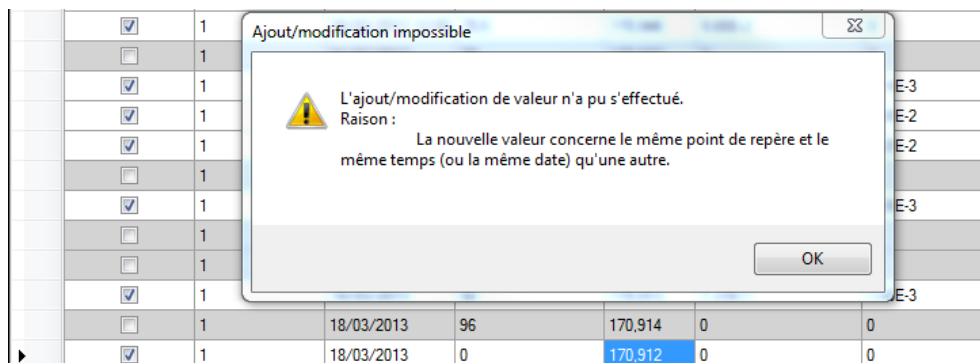 1
Ajout/modification impossible
1
1
E-3
L'ajout/modification de valeur n'a pu s'effectué.
1
E-2
Raison :
La nouvelle valeur concerne le même point de repère et le
1
E-2
même temps (ou la même date) qu'une autre.
1
1
E-3
1
1
OK
1
E-3
1 18/03/2013 96 170,914 0 0
1 18/03/2013 0 170,912 0 0